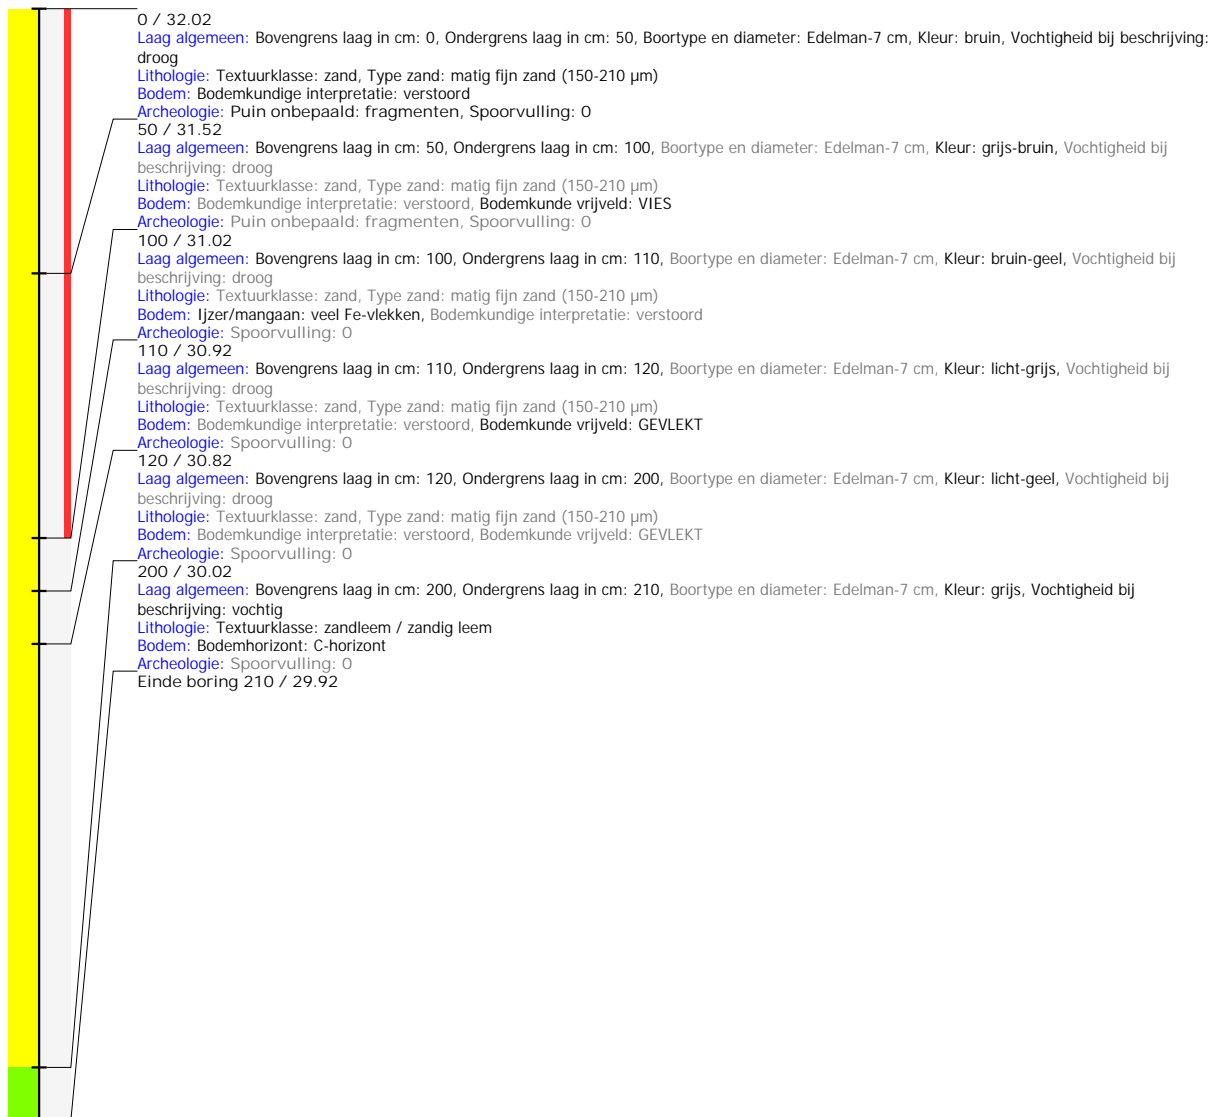 0 / 32.02
Laag algemeen: Bovengrens laag in cm: 0, Ondergrens laag in cm: 50, Boortype en diameter: Edelman-7 cm, Kleur: bruin, Vochtigheid bij beschrijving:
droog
Lithologie: Textuurklasse: zand, Type zand: matig fijn zand (150-210 µm)
Bodem: Bodemkundige interpretatie: verstoord
Archeologie: Puin onbepaald: fragmenten, Spoorvulling: 0
50 / 31.52
Laag algemeen: Bovengrens laag in cm: 50, Ondergrens laag in cm: 100, Boortype en diameter: Edelman-7 cm, Kleur: grijs-bruin, Vochtigheid bij
beschrijving: droog
Lithologie: Textuurklasse: zand, Type zand: matig fijn zand (150-210 µm)
Bodem: Bodemkundige interpretatie: verstoord, Bodemkunde vrijveld: VIES
Archeologie: Puin onbepaald: fragmenten, Spoorvulling: 0
100 / 31.02
Laag algemeen: Bovengrens laag in cm: 100, Ondergrens laag in cm: 110, Boortype en diameter: Edelman-7 cm, Kleur: bruin-geel, Vochtigheid bij
beschrijving: droog
Lithologie: Textuurklasse: zand, Type zand: matig fijn zand (150-210 µm)
Bodem: Ijzer/mangaan: veel Fe-vlekken, Bodemkundige interpretatie: verstoord
Archeologie: Spoorvulling: 0
110 / 30.92
Laag algemeen: Bovengrens laag in cm: 110, Ondergrens laag in cm: 120, Boortype en diameter: Edelman-7 cm, Kleur: licht-grijs, Vochtigheid bij
beschrijving: droog
Lithologie: Textuurklasse: zand, Type zand: matig fijn zand (150-210 µm)
Bodem: Bodemkundige interpretatie: verstoord, Bodemkunde vrijveld: GEVLEKT
Archeologie: Spoorvulling: 0
120 / 30.82
Laag algemeen: Bovengrens laag in cm: 120, Ondergrens laag in cm: 200, Boortype en diameter: Edelman-7 cm, Kleur: licht-geel, Vochtigheid bij
beschrijving: droog
Lithologie: Textuurklasse: zand, Type zand: matig fijn zand (150-210 µm)
Bodem: Bodemkundige interpretatie: verstoord, Bodemkunde vrijveld: GEVLEKT
Archeologie: Spoorvulling: 0
200 / 30.02
Laag algemeen: Bovengrens laag in cm: 200, Ondergrens laag in cm: 210, Boortype en diameter: Edelman-7 cm, Kleur: grijs, Vochtigheid bij
beschrijving: vochtig
Lithologie: Textuurklasse: zandleem / zandig leem
Bodem: Bodemhorizont: C-horizont
Archeologie: Spoorvulling: 0
Einde boring 210 / 29.92